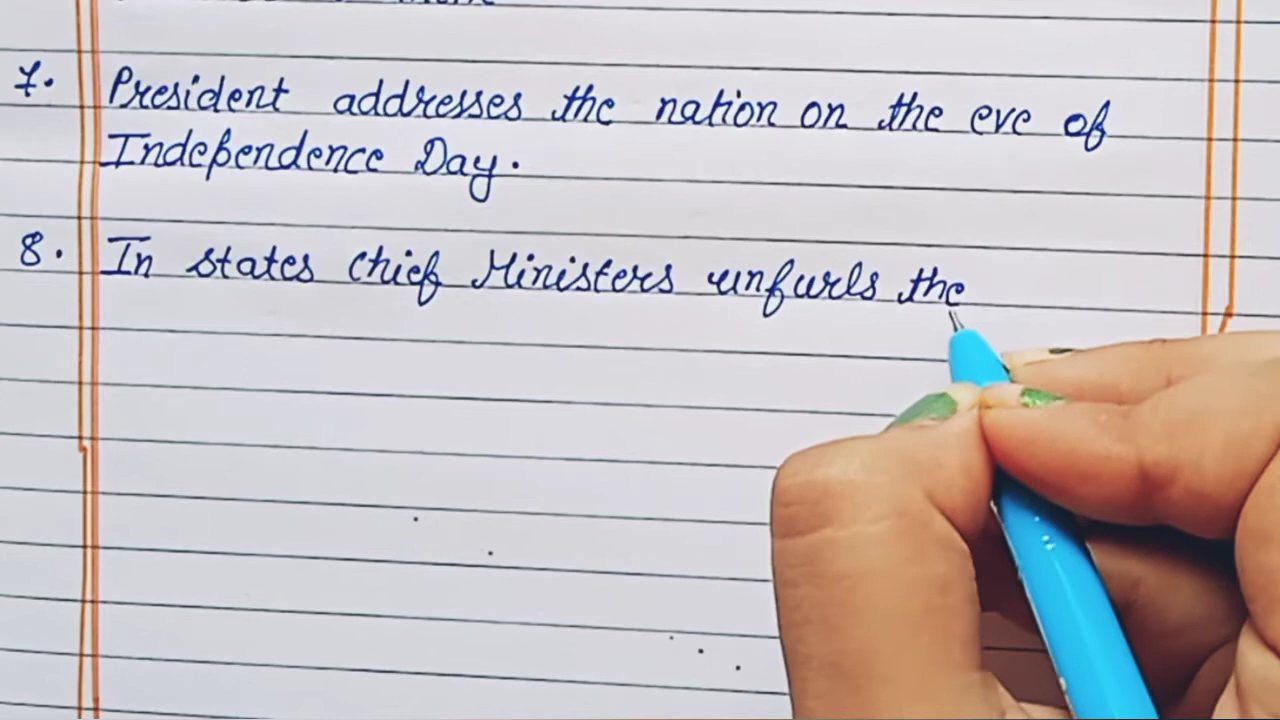 7. President addresses the nation on the eve of
Independence Day.
8. In states Chief Ministers unfurls the